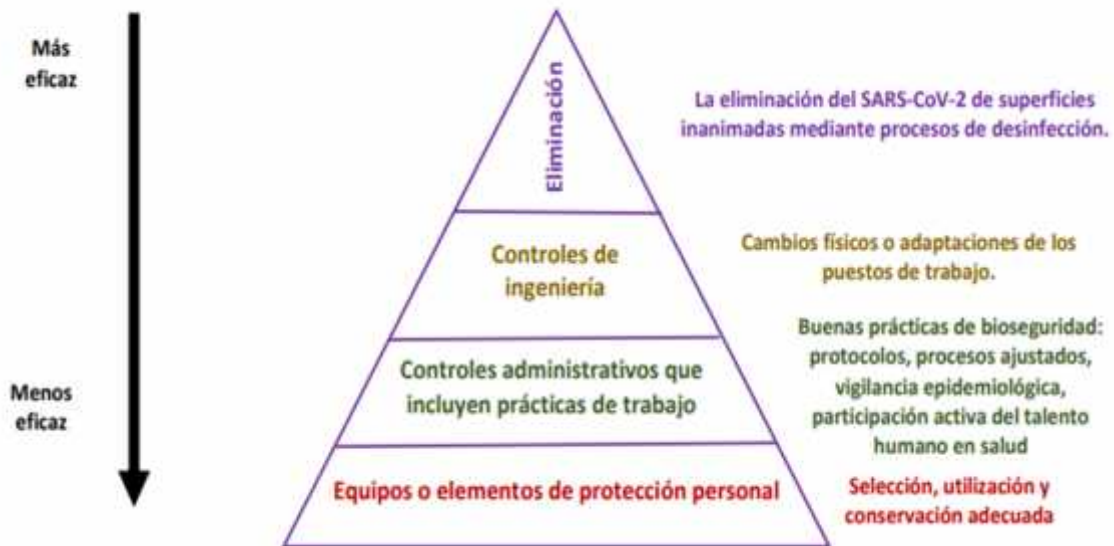 Más
eficaz
Eliminación
La eliminación del SARS-CoV-2 de superficies
inanimadas mediante procesos de desinfección.
Controles de
ingeniería
Cambios físicos o adaptaciones de los
puestos de trabajo.
Menos
eficaz
Controles administrativos que
incluyen prácticas de trabajo
Buenas prácticas de bioseguridad:
protocolos, procesos ajustados,
vigilancia epidemiológica,
participación activa del talento
humano en salud
Equipos o elementos de protección personal
Selección, utilización y
conservación adecuada